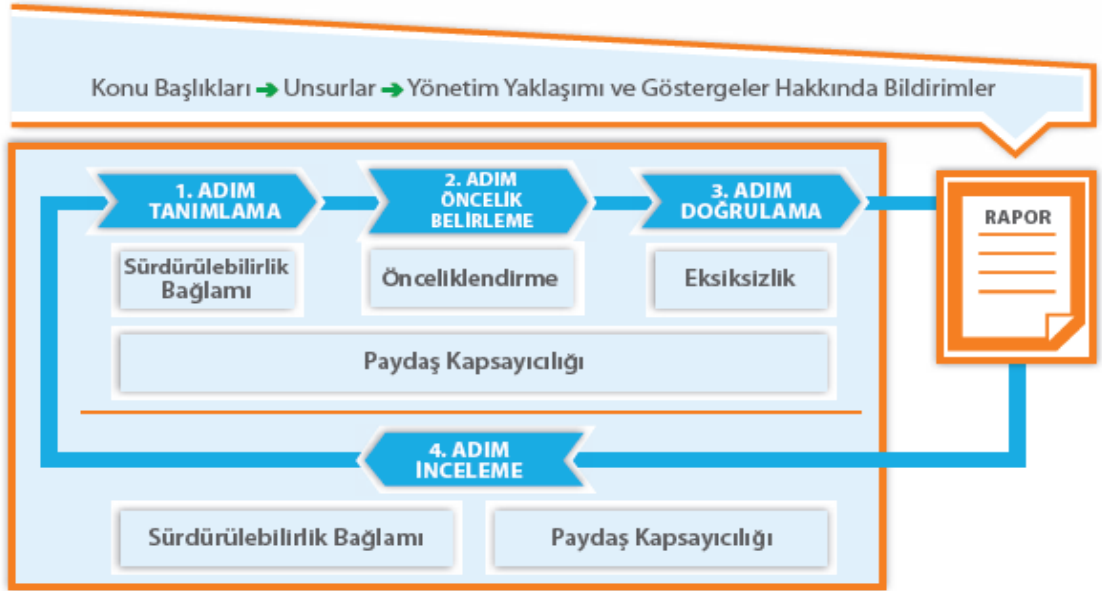 Konu Başlıkları ➔ Unsurlar ➔ Yönetim Yaklaşımı ve Göstergeler Hakkında Bildirimler
1. ADIM
TANIMLAMA
2. ADIM
ÖNCELİK
BELİRLEME
3. ADIM
DOĞRULAMA
RAPOR
Sürdürülebilirlik
Bağlamı
Önceliklendirme
Eksiksizlik
Paydaş Kapsayıcılığı
4. ADIM
İNCELEME
Sürdürülebilirlik Bağlamı
Paydaş Kapsayıcılığı